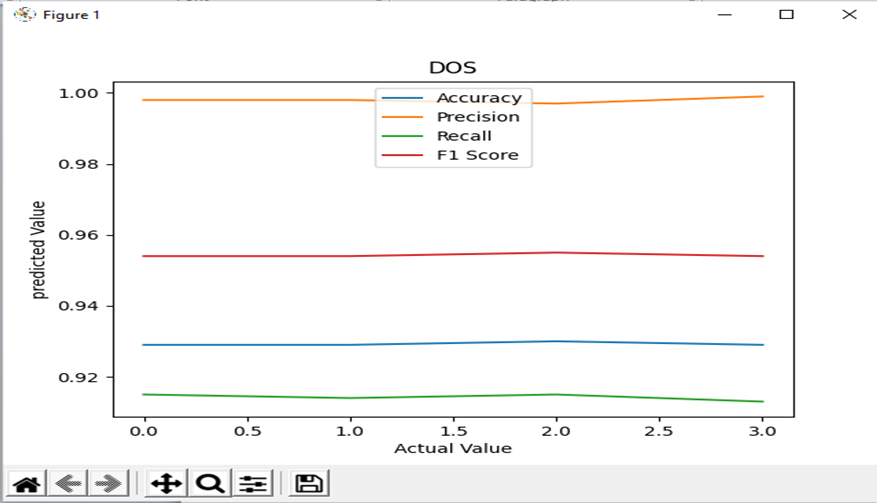 Figure 1
DOS
Accuracy
Precision
Recall
F1 Score
1.00
0.98
0.96
0.94
0.92
predicted Value
0.0 0.5 1.0 1.5 2.0 2.5 3.0
Actual Value